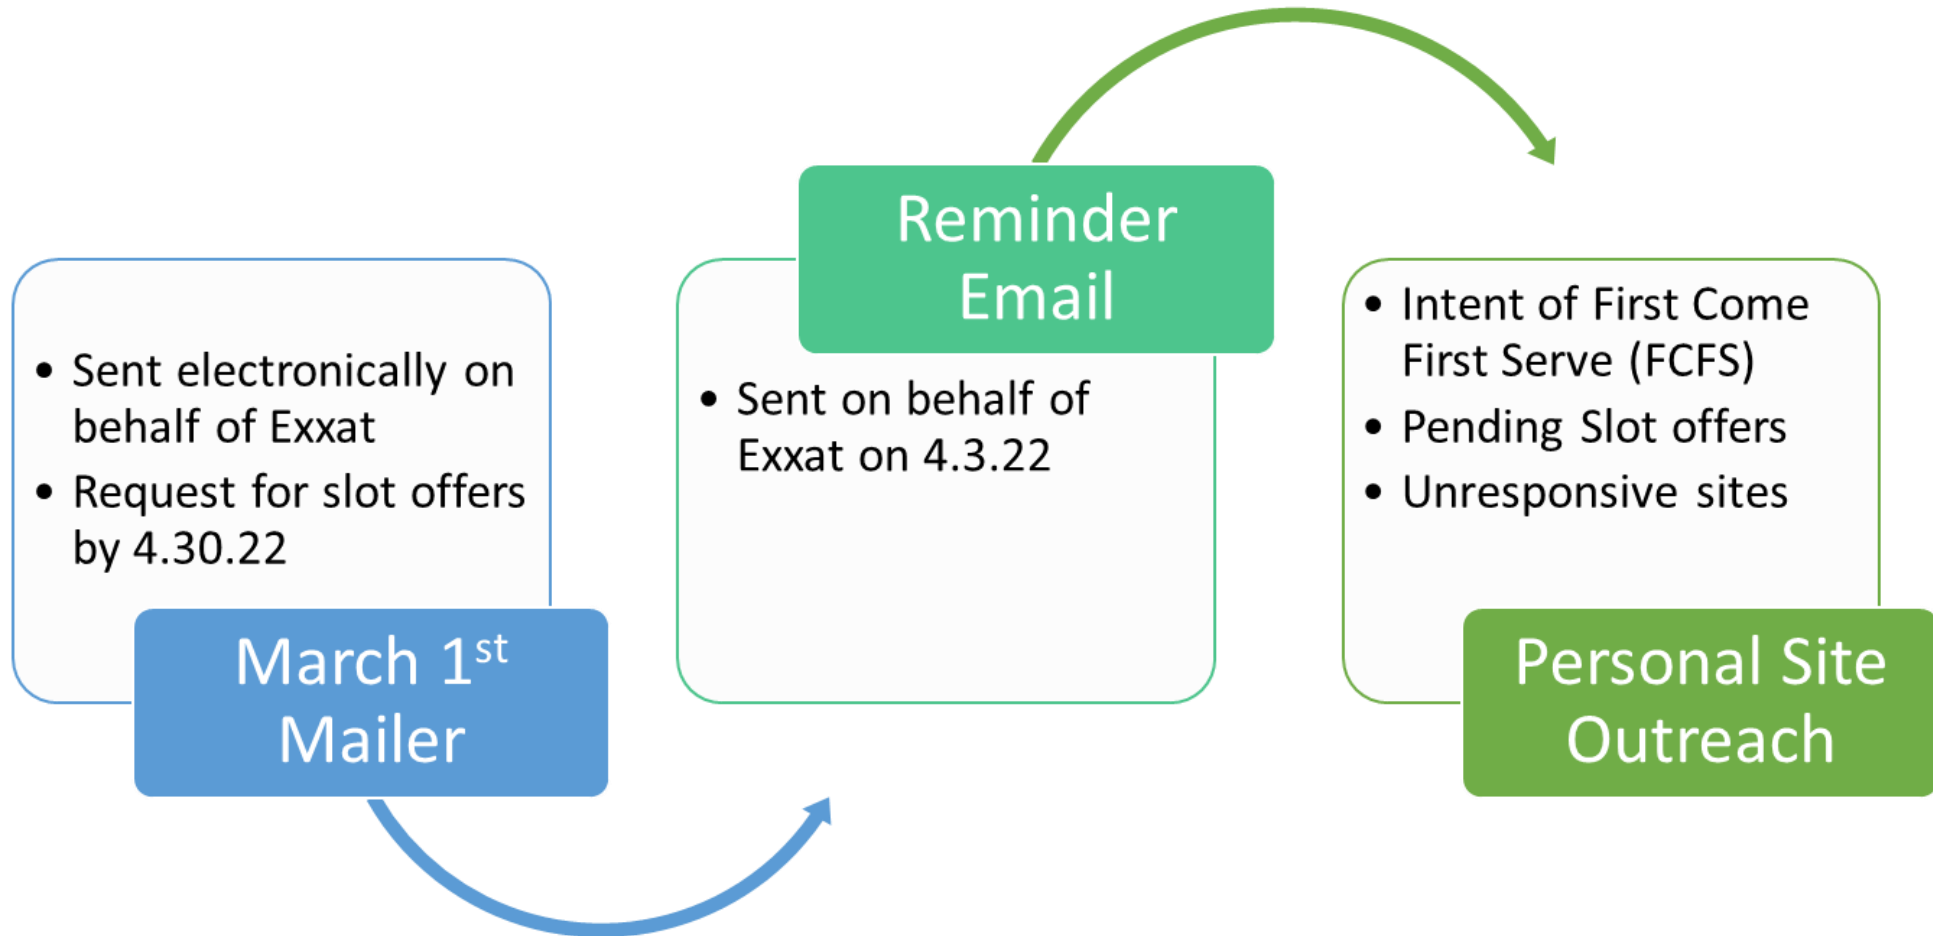 • Sent electronically on
behalf of Exxat
• Request for slot offers
by 4.30.22
March 1st
Mailer
Reminder
Email
• Sent on behalf of
Exxat on 4.3.22
• Intent of First Come
First Serve (FCFS)
• Pending Slot offers
• Unresponsive sites
Personal Site
Outreach